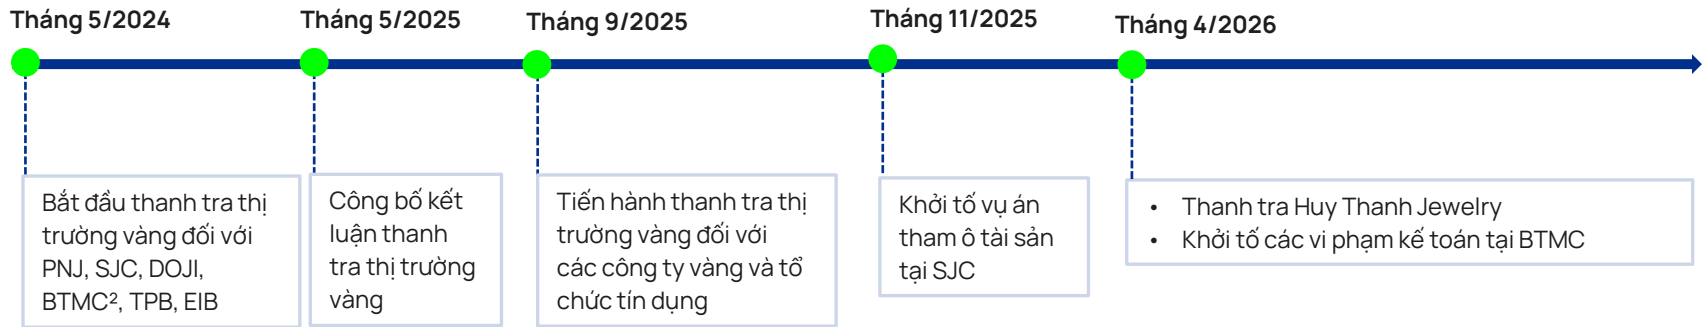 Tháng 5/2024
Tháng 5/2025
Tháng 9/2025
Tháng 11/2025
Tháng 4/2026
Bắt đầu thanh tra thị
trường vàng đối với
PNJ, SJC, DOJI,
BTMC², TPB, EIB
Công bố kết
luận thanh
tra thị trường
vàng
Tiến hành thanh tra thị
trường vàng đối với
các công ty vàng và tổ
chức tín dụng
Khởi tố vụ án
tham ô tài sản
tại SJC
• Thanh tra Huy Thanh Jewelry
• Khởi tố các vi phạm kế toán tại BTMC